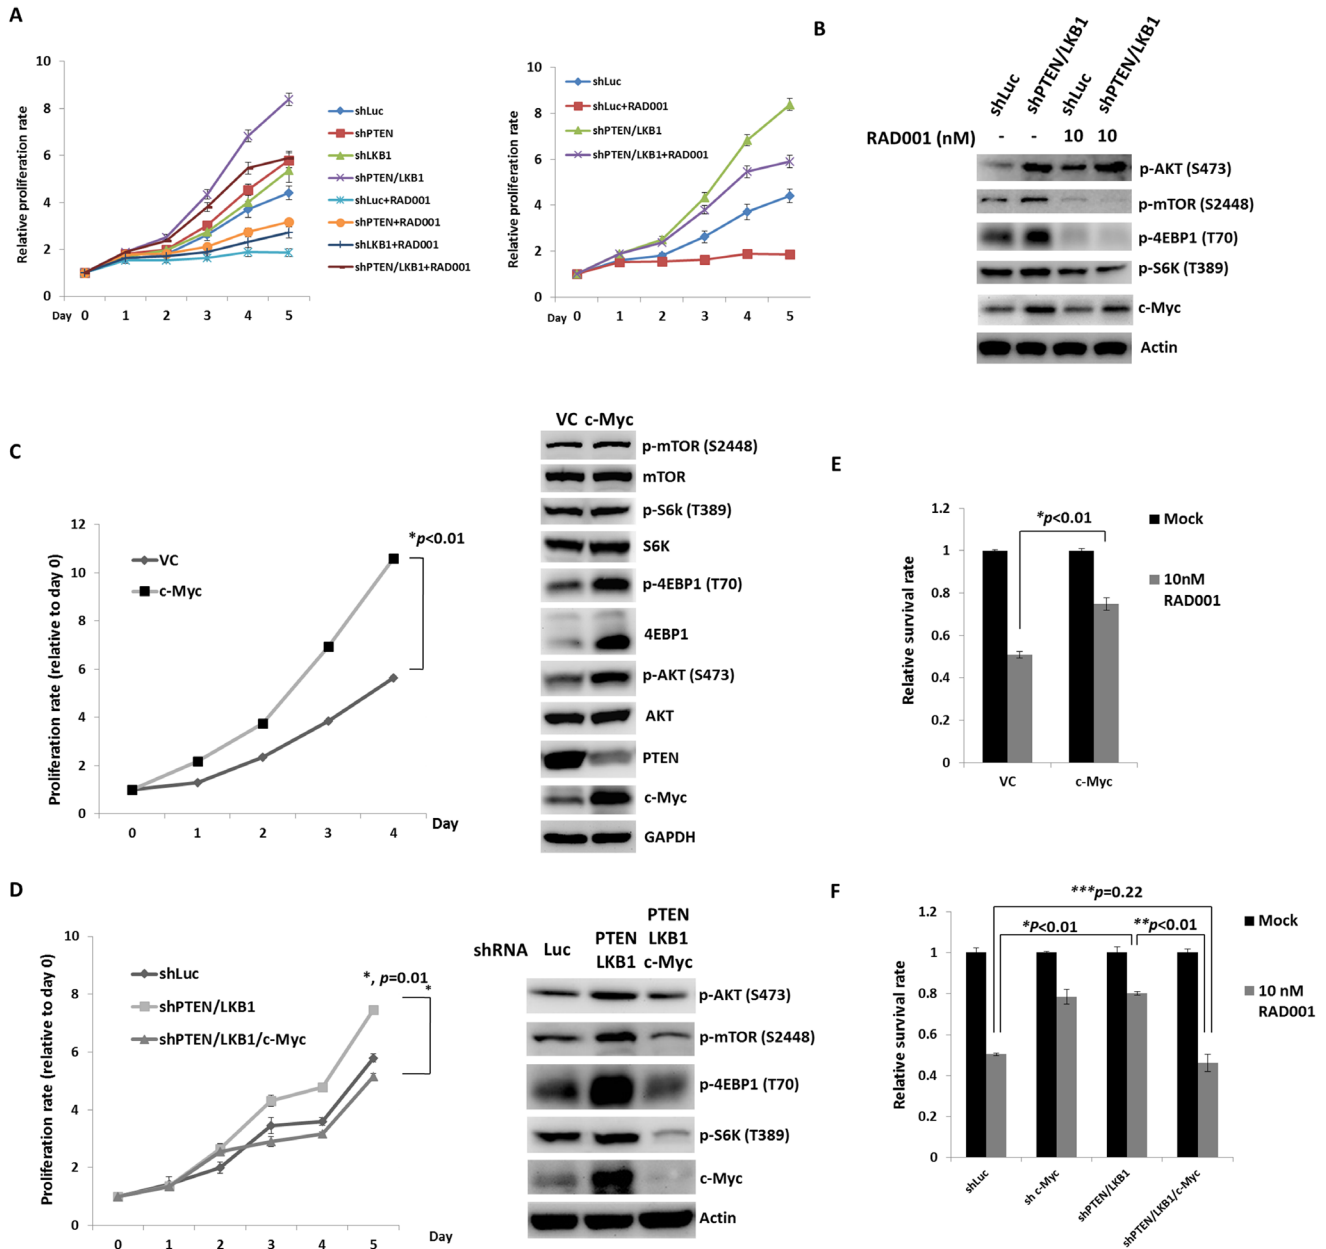 A
Relative proliferation rate
10
8
6
4
2
0
Day 0 1 2 3 4 5
shLuc
shPTEN
shLKB1
shPTEN/LKB1
shLuc+RAD001
shPTEN+RAD001
shLKB1+RAD001
shPTEN/LKB1+RAD001
Relative proliferation rate
10
8
6
4
2
0
Day 0 1 2 3 4 5
shLuc
shLuc+RAD001
shPTEN/LKB1
shPTEN/LKB1+RAD001
B
shLuc shPTEN/LKB1 shLuc shPTEN/LKB1
RAD001 (nM) - - 10 10
p-AKT (S473)
p-mTOR (S2448)
p-4EBP1 (T70)
p-S6K (T389)
c-Myc
Actin
C
Proliferation rate (relative to day 0)
12
10
8
6
4
2
0
0 1 2 3 4 Day
VC
c-Myc
*p<0.01
VC c-Myc
p-mTOR (S2448)
mTOR
p-S6k (T389)
S6K
p-4EBP1 (T70)
4EBP1
p-AKT (S473)
AKT
PTEN
c-Myc
GAPDH
E
Relative survival rate
1.2
1
0.8
0.6
0.4
0.2
0
VC c-Myc
*p<0.01
Mock
10nM
RAD001
D
Proliferation rate (relative to day 0)
10
8
6
4
2
0
0 1 2 3 4 5 Day
shLuc
shPTEN/LKB1
shPTEN/LKB1/c-Myc
*, p=0.01
*
shRNA Luc PTEN LKB1 PTEN LKB1 c-Myc
p-AKT (S473)
p-mTOR (S2448)
p-4EBP1 (T70)
p-S6K (T389)
c-Myc
Actin
F
Relative survival rate
1.2
1
0.8
0.6
0.4
0.2
0
***p=0.22
*p<0.01 **p<0.01
shLuc sh c-Myc shPTEN/LKB1 shPTEN/LKB1/c-Myc
Mock
10 nM
RAD001